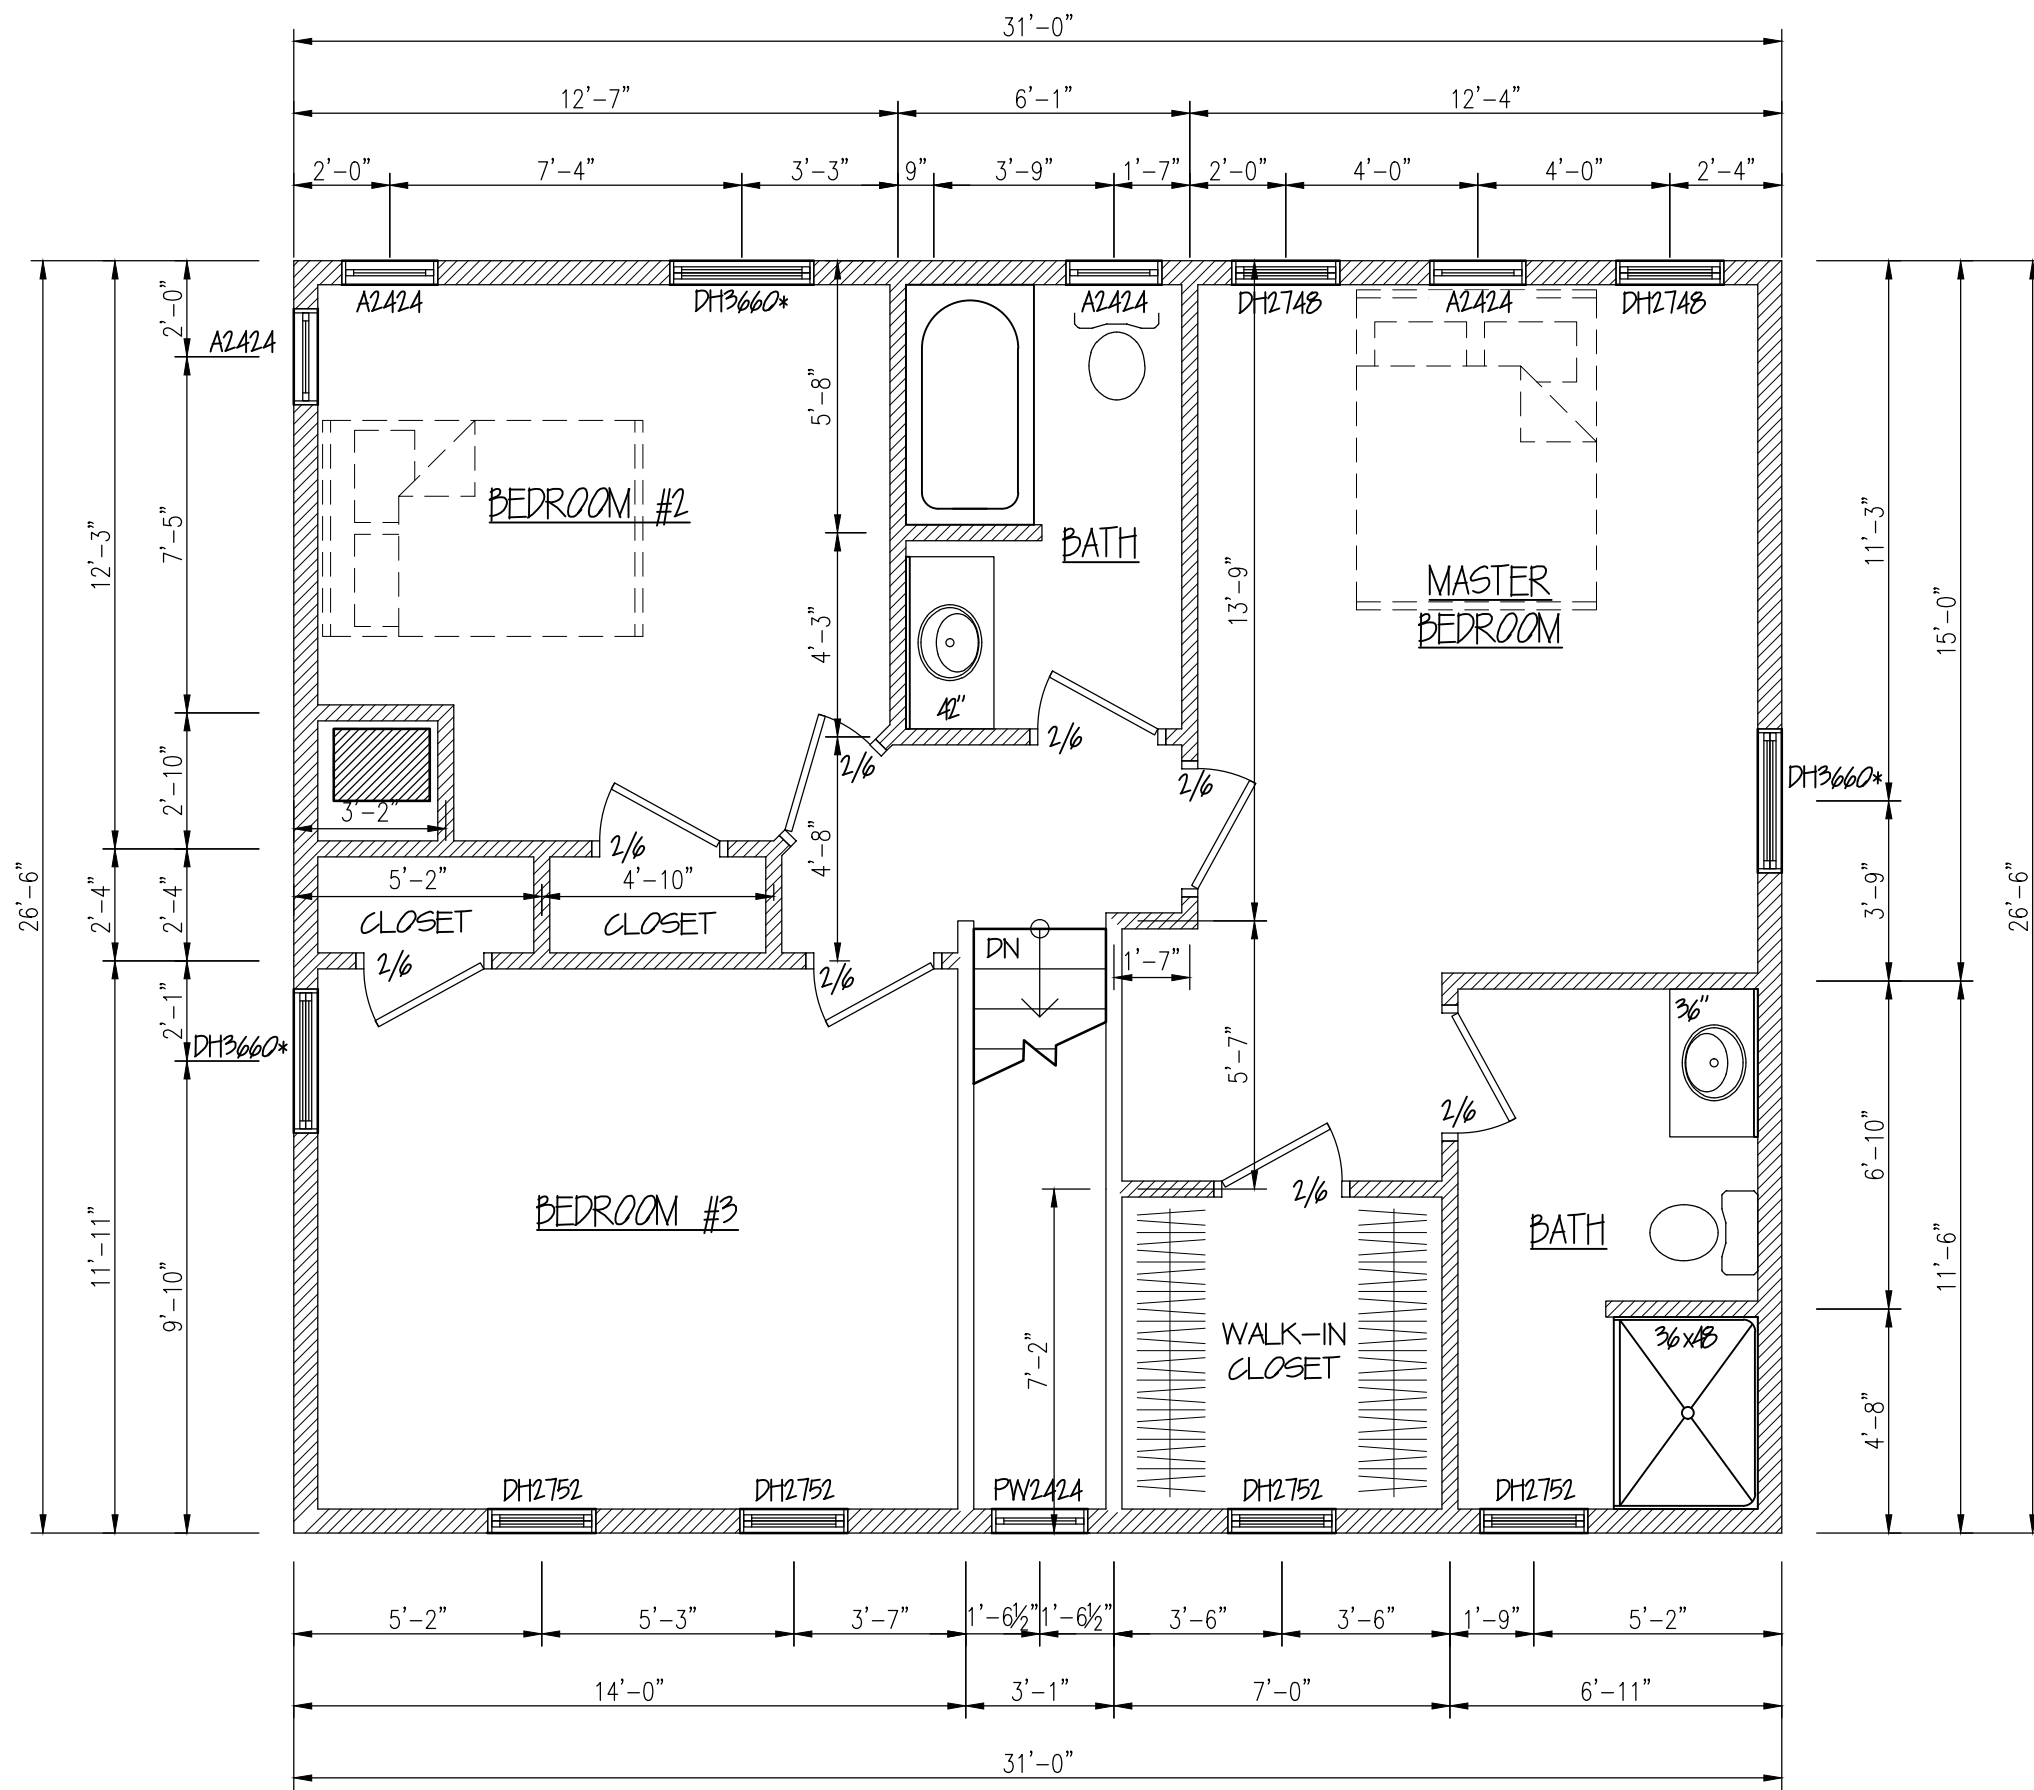 31'-0"
12'-7" 6'-1" 12'-4"
2'-0" 7'-4" 3'-3" 9" 3'-9" 1'-7" 2'-0" 4'-0" 4'-0" 2'-4"
A2424 DH3660* A2424 DH2748 A2424 DH2748
A2424
2'-0"
5'-8"
BEDROOM #2
7'-5"
12'-3"
BATH
13'-9"
MASTER
BEDROOM
11'-3"
15'-0"
4'-3"
42"
2/6
2/6
2/6
DH3660*
2'-10"
3'-2"
2/6
4'-8"
5'-2" 4'-10"
CLOSET CLOSET
26'-6"
2'-4"
2'-4"
3'-9"
26'-6"
DN
1'-7"
2/6
2/6
2'-1"
DH3660*
36"
5'-7"
2/6
6'-10"
2/6
BEDROOM #3
BATH
11'-1"
9'-10"
11'-6"
7'-2"
WALK-IN
CLOSET
36x48
4'-8"
DH2752 DH2752 PW2424 DH2752 DH2752
5'-2" 5'-3" 3'-7" 1'-6½" 1'-6½" 3'-6" 3'-6" 1'-9" 5'-2"
14'-0" 3'-1" 7'-0" 6'-11"
31'-0"